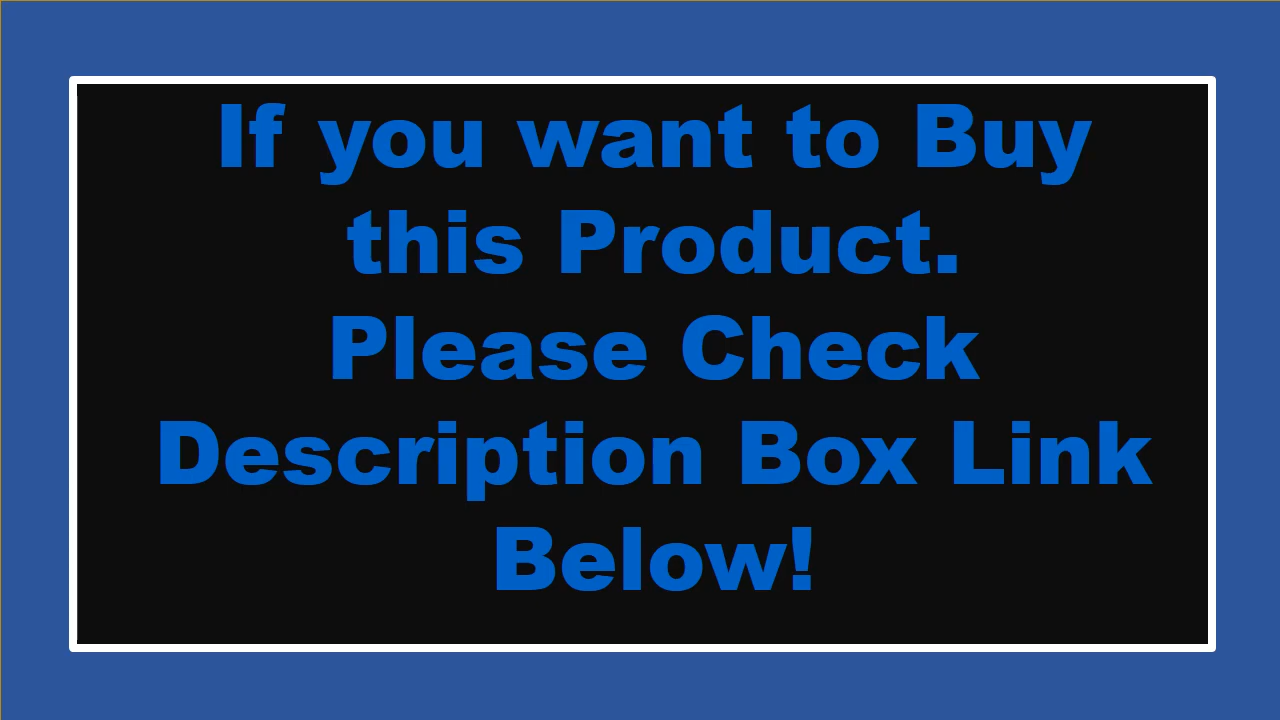 If you want to Buy
this Product.
Please Check
Description Box Link
Below!